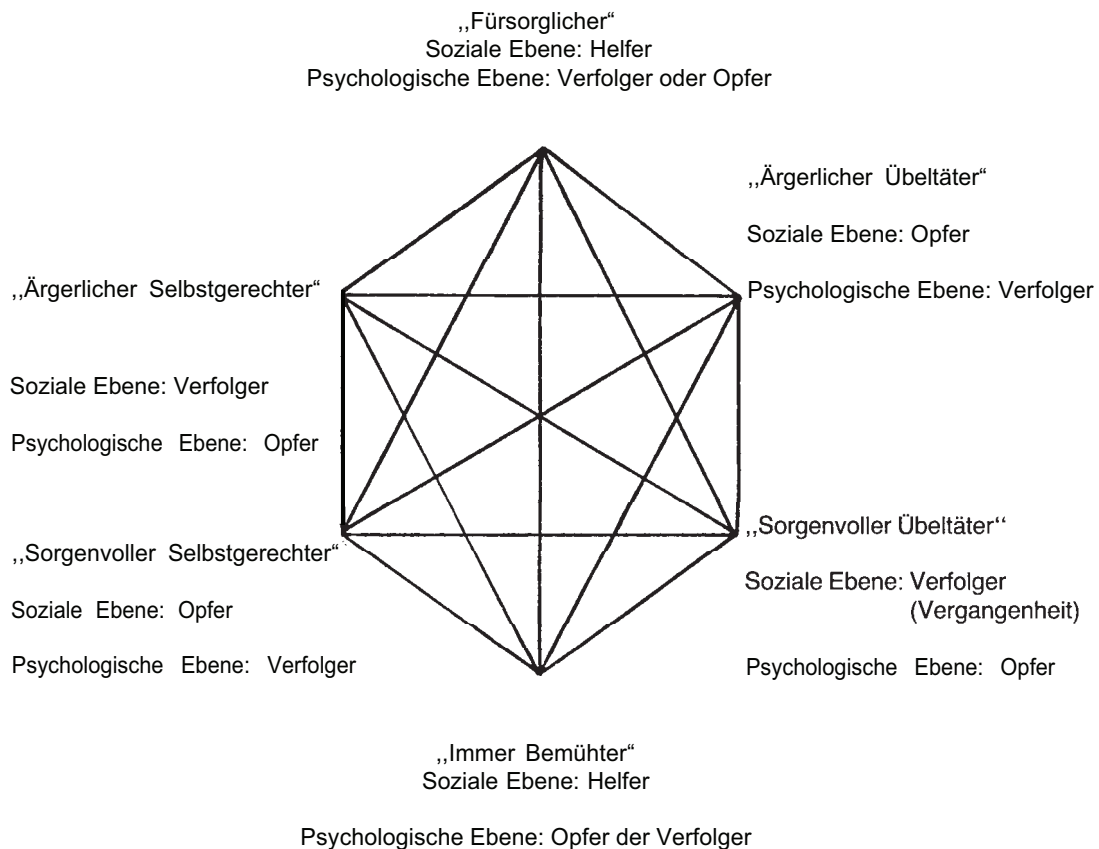 ,,Fürsorglicher“
Soziale Ebene: Helfer
Psychologische Ebene: Verfolger oder Opfer
,,Ärgerlicher Übeltäter“
Soziale Ebene: Opfer
Psychologische Ebene: Verfolger
,,Ärgerlicher Selbstgerechter“
Soziale Ebene: Verfolger
Psychologische Ebene: Opfer
,,Sorgenvoller Selbstgerechter“
Soziale Ebene: Opfer
Psychologische Ebene: Verfolger
,,Sorgenvoller Übeltäter‘‘
Soziale Ebene: Verfolger
(Vergangenheit)
Psychologische Ebene: Opfer
,,Immer Bemühter“
Soziale Ebene: Helfer
Psychologische Ebene: Opfer der Verfolger